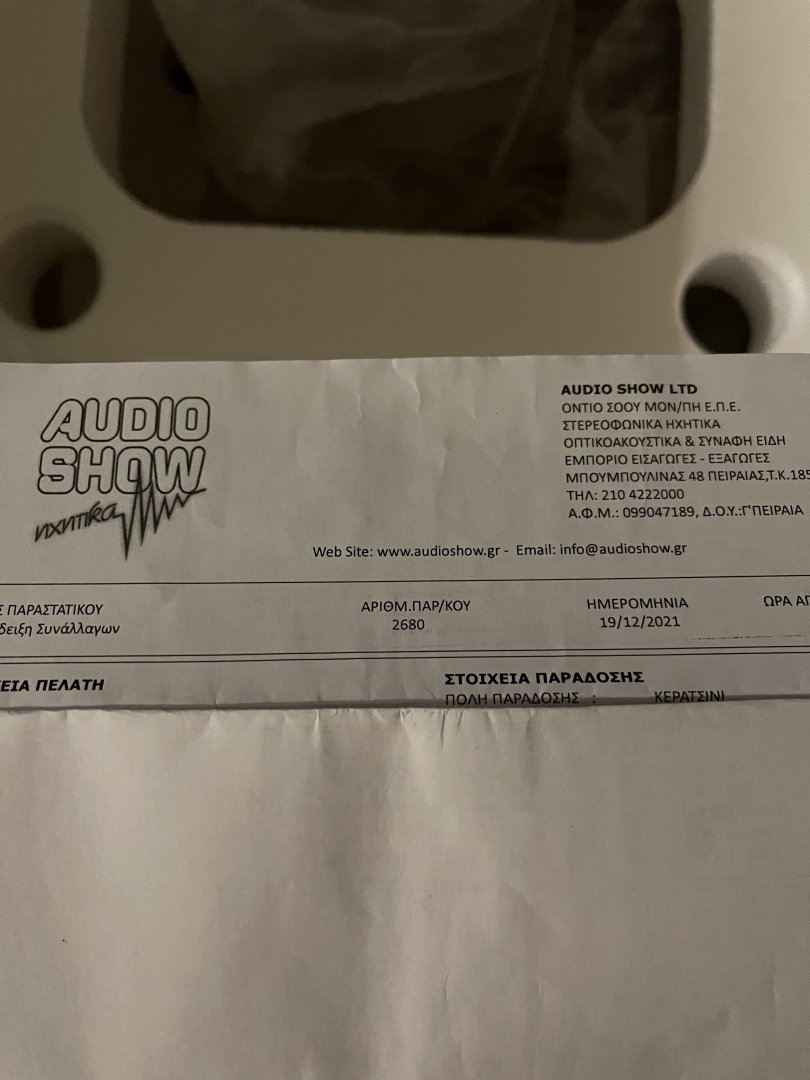 AUDIO
SHOW
ηχητικα
AUDIO SHOW LTD
ΟΝΤΙΟ ΣΟΟΥ ΜΟΝ/ΠΗ Ε.Π.Ε.
ΣΤΕΡΕΟΦΩΝΙΚΑ ΗΧΗΤΙΚΑ
ΟΠΤΙΚΟΑΚΟΥΣΤΙΚΑ & ΣΥΝΑΦΗ ΕΙΔΗ
ΕΜΠΟΡΙΟ ΕΙΣΑΓΩΓΕΣ - ΕΞΑΓΩΓΕΣ
ΜΠΟΥΜΠΟΥΛΙΝΑΣ 48 ΠΕΙΡΑΙΑΣ,Τ.Κ.185
ΤΗΛ: 210 4222000
Α.Φ.Μ.: 099047189, Δ.Ο.Υ.:Γ'ΠΕΙΡΑΙΑ
Web Site: www.audioshow.gr - Email: info@audioshow.gr
Σ ΠΑΡΑΣΤΑΤΙΚΟΥ ΑΡΙΘΜ.ΠΑΡ/ΚΟΥ ΗΜΕΡΟΜΗΝΙΑ ΩΡΑ ΑΠ
δειξη Συνάλλαγων 2680 19/12/2021
ΕΙΑ ΠΕΛΑΤΗ ΣΤΟΙΧΕΙΑ ΠΑΡΑΔΟΣΗΣ
ΠΟΛΗ ΠΑΡΑΔΟΣΗΣ : ΚΕΡΑΤΣΙΝΙ